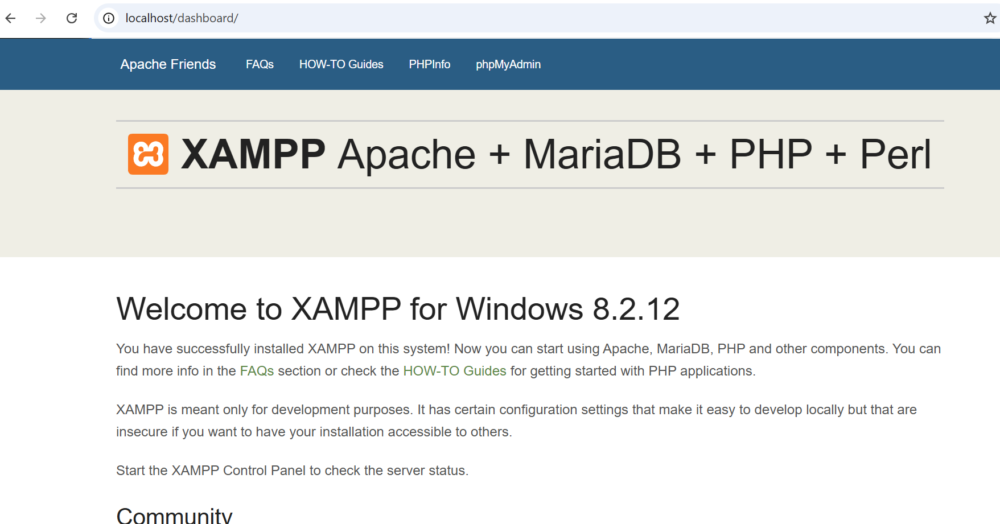 localhost/dashboard/
Apache Friends FAQs HOW-TO Guides PHPInfo phpMyAdmin
XAMPP Apache + MariaDB + PHP + Perl
Welcome to XAMPP for Windows 8.2.12
You have successfully installed XAMPP on this system! Now you can start using Apache, MariaDB, PHP and other components. You can
find more info in the FAQs section or check the HOW-TO Guides for getting started with PHP applications.
XAMPP is meant only for development purposes. It has certain configuration settings that make it easy to develop locally but that are
insecure if you want to have your installation accessible to others.
Start the XAMPP Control Panel to check the server status.
Community